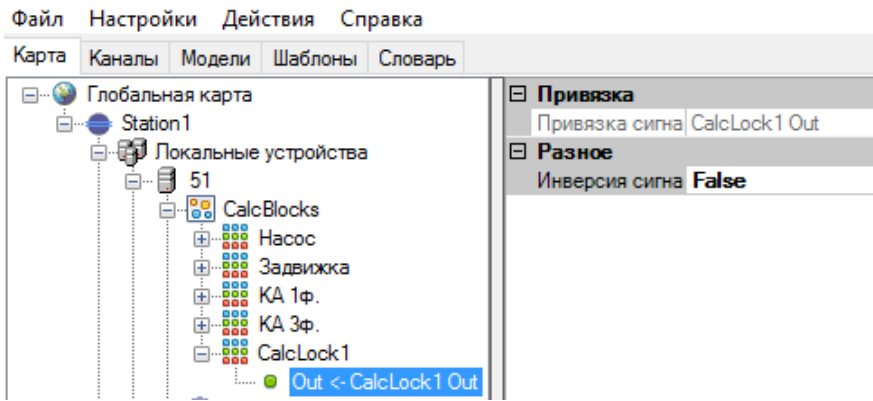 Файл Настройки Действия Справка
Карта Каналы Модели Шаблоны Словарь
Глобальная карта
Station1
Локальные устройства
51
CalcBlocks
Насос
Задвижка
КА 1ф.
КА 3ф.
CalcLock1
Out <- CalcLock1 Out
Привязка
Привязка сигна CalcLock1 Out
Разное
Инверсия сигна False